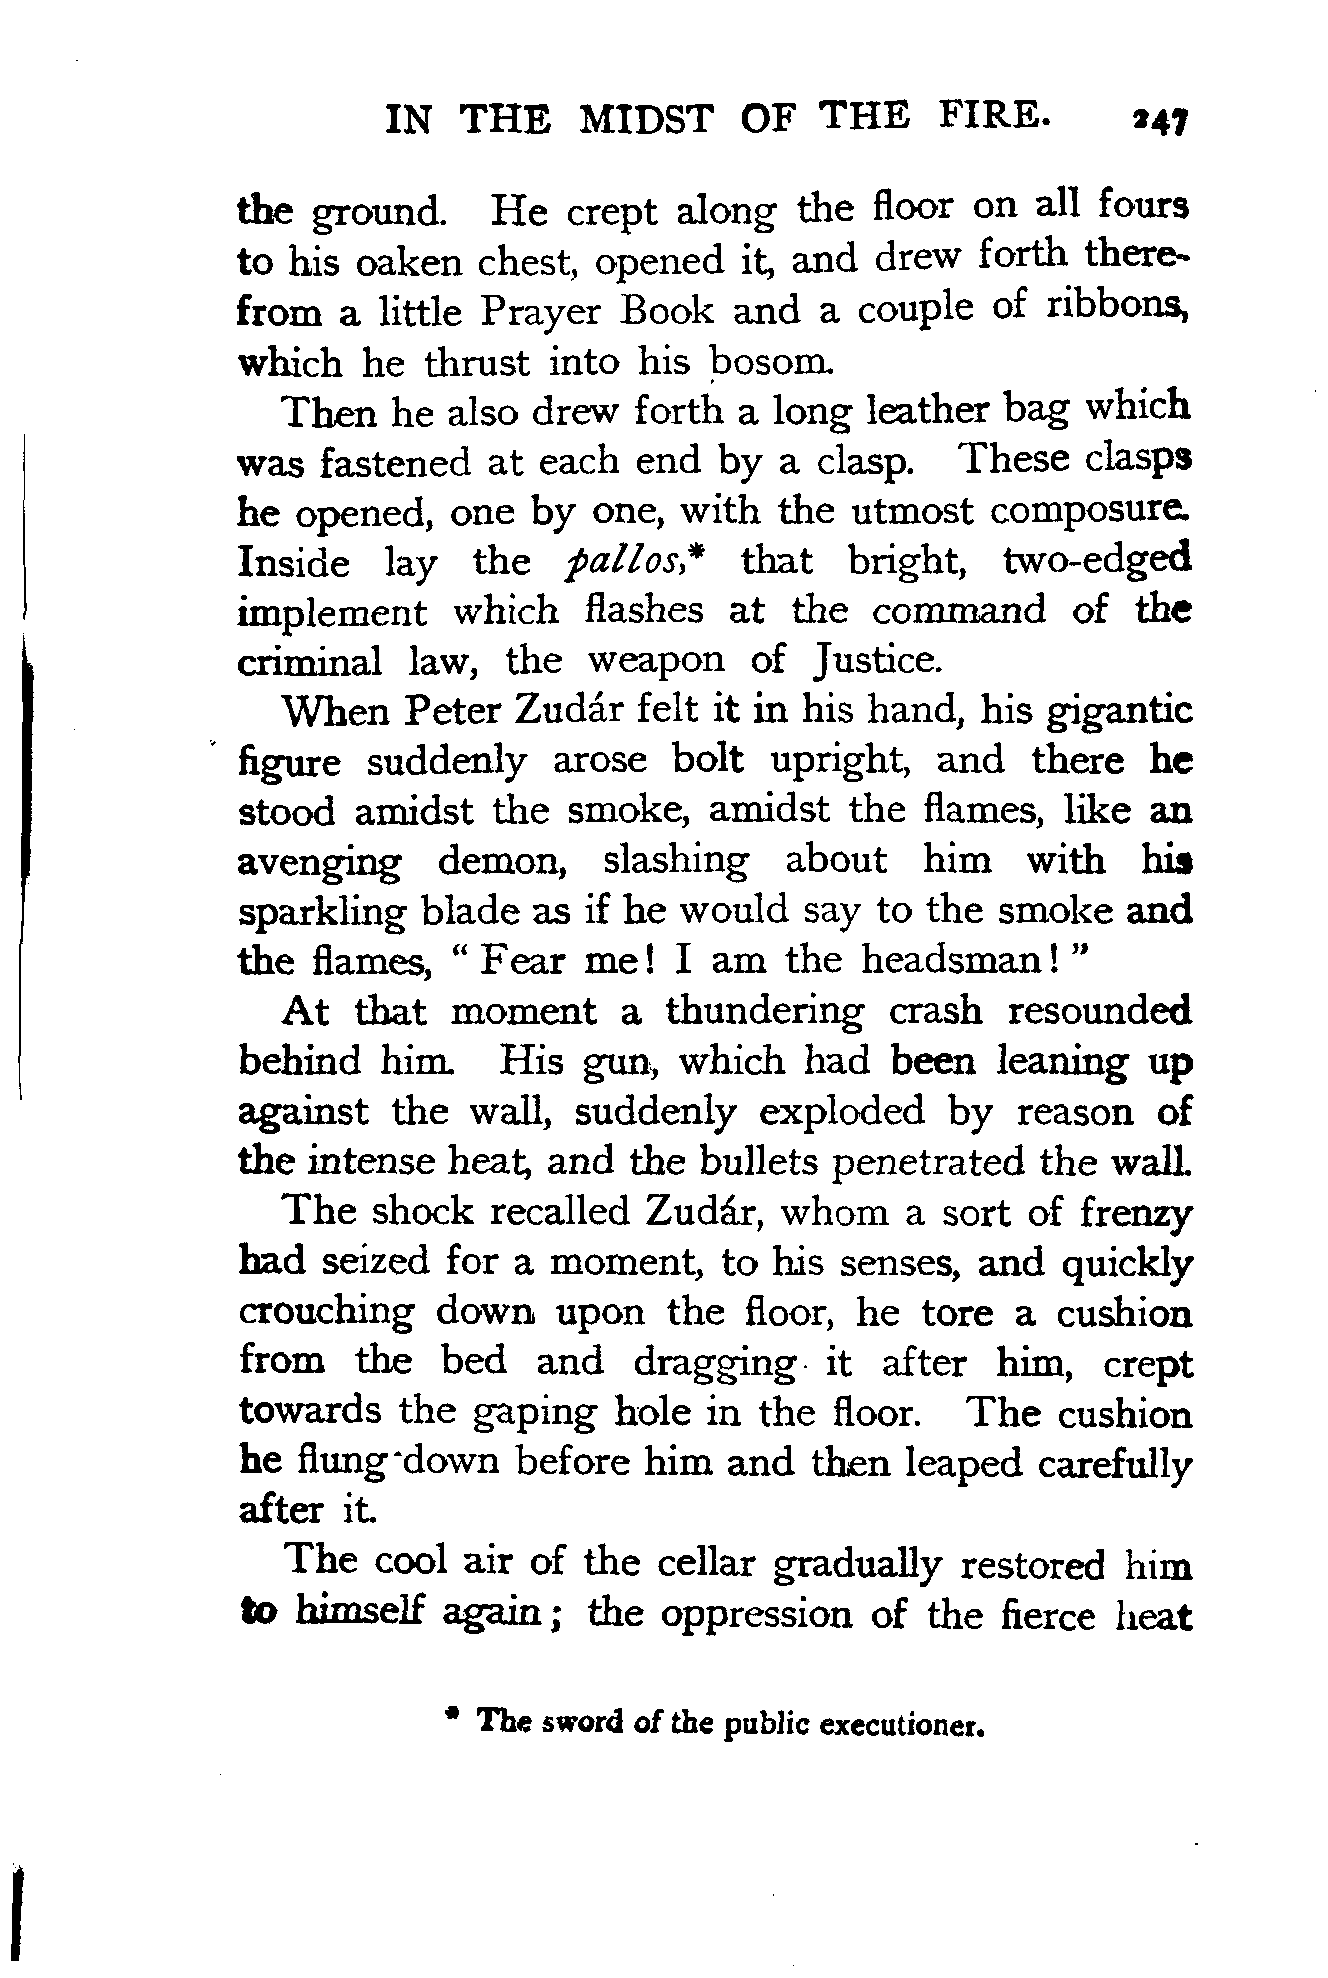 IN THE MIDST OF THE FIRE. 247
the ground. He crept along the floor on all fours
to his oaken chest, opened it, and drew forth there-
from a little Prayer Book and a couple of ribbons,
which he thrust into his bosom.
Then he also drew forth a long leather bag which
was fastened at each end by a clasp. These clasps
he opened, one by one, with the utmost composure.
Inside lay the pallos,* that bright, two-edged
implement which flashes at the command of the
criminal law, the weapon of Justice.
When Peter Zudár felt it in his hand, his gigantic
figure suddenly arose bolt upright, and there he
stood amidst the smoke, amidst the flames, like an
avenging demon, slashing about him with his
sparkling blade as if he would say to the smoke and
the flames, “ Fear me! I am the headsman! ”
At that moment a thundering crash resounded
behind him. His gun, which had been leaning up
against the wall, suddenly exploded by reason of
the intense heat, and the bullets penetrated the wall.
The shock recalled Zudár, whom a sort of frenzy
had seized for a moment, to his senses, and quickly
crouching down upon the floor, he tore a cushion
from the bed and dragging it after him, crept
towards the gaping hole in the floor. The cushion
he flung down before him and then leaped carefully
after it.
The cool air of the cellar gradually restored him
to himself again; the oppression of the fierce heat
* The sword of the public executioner.